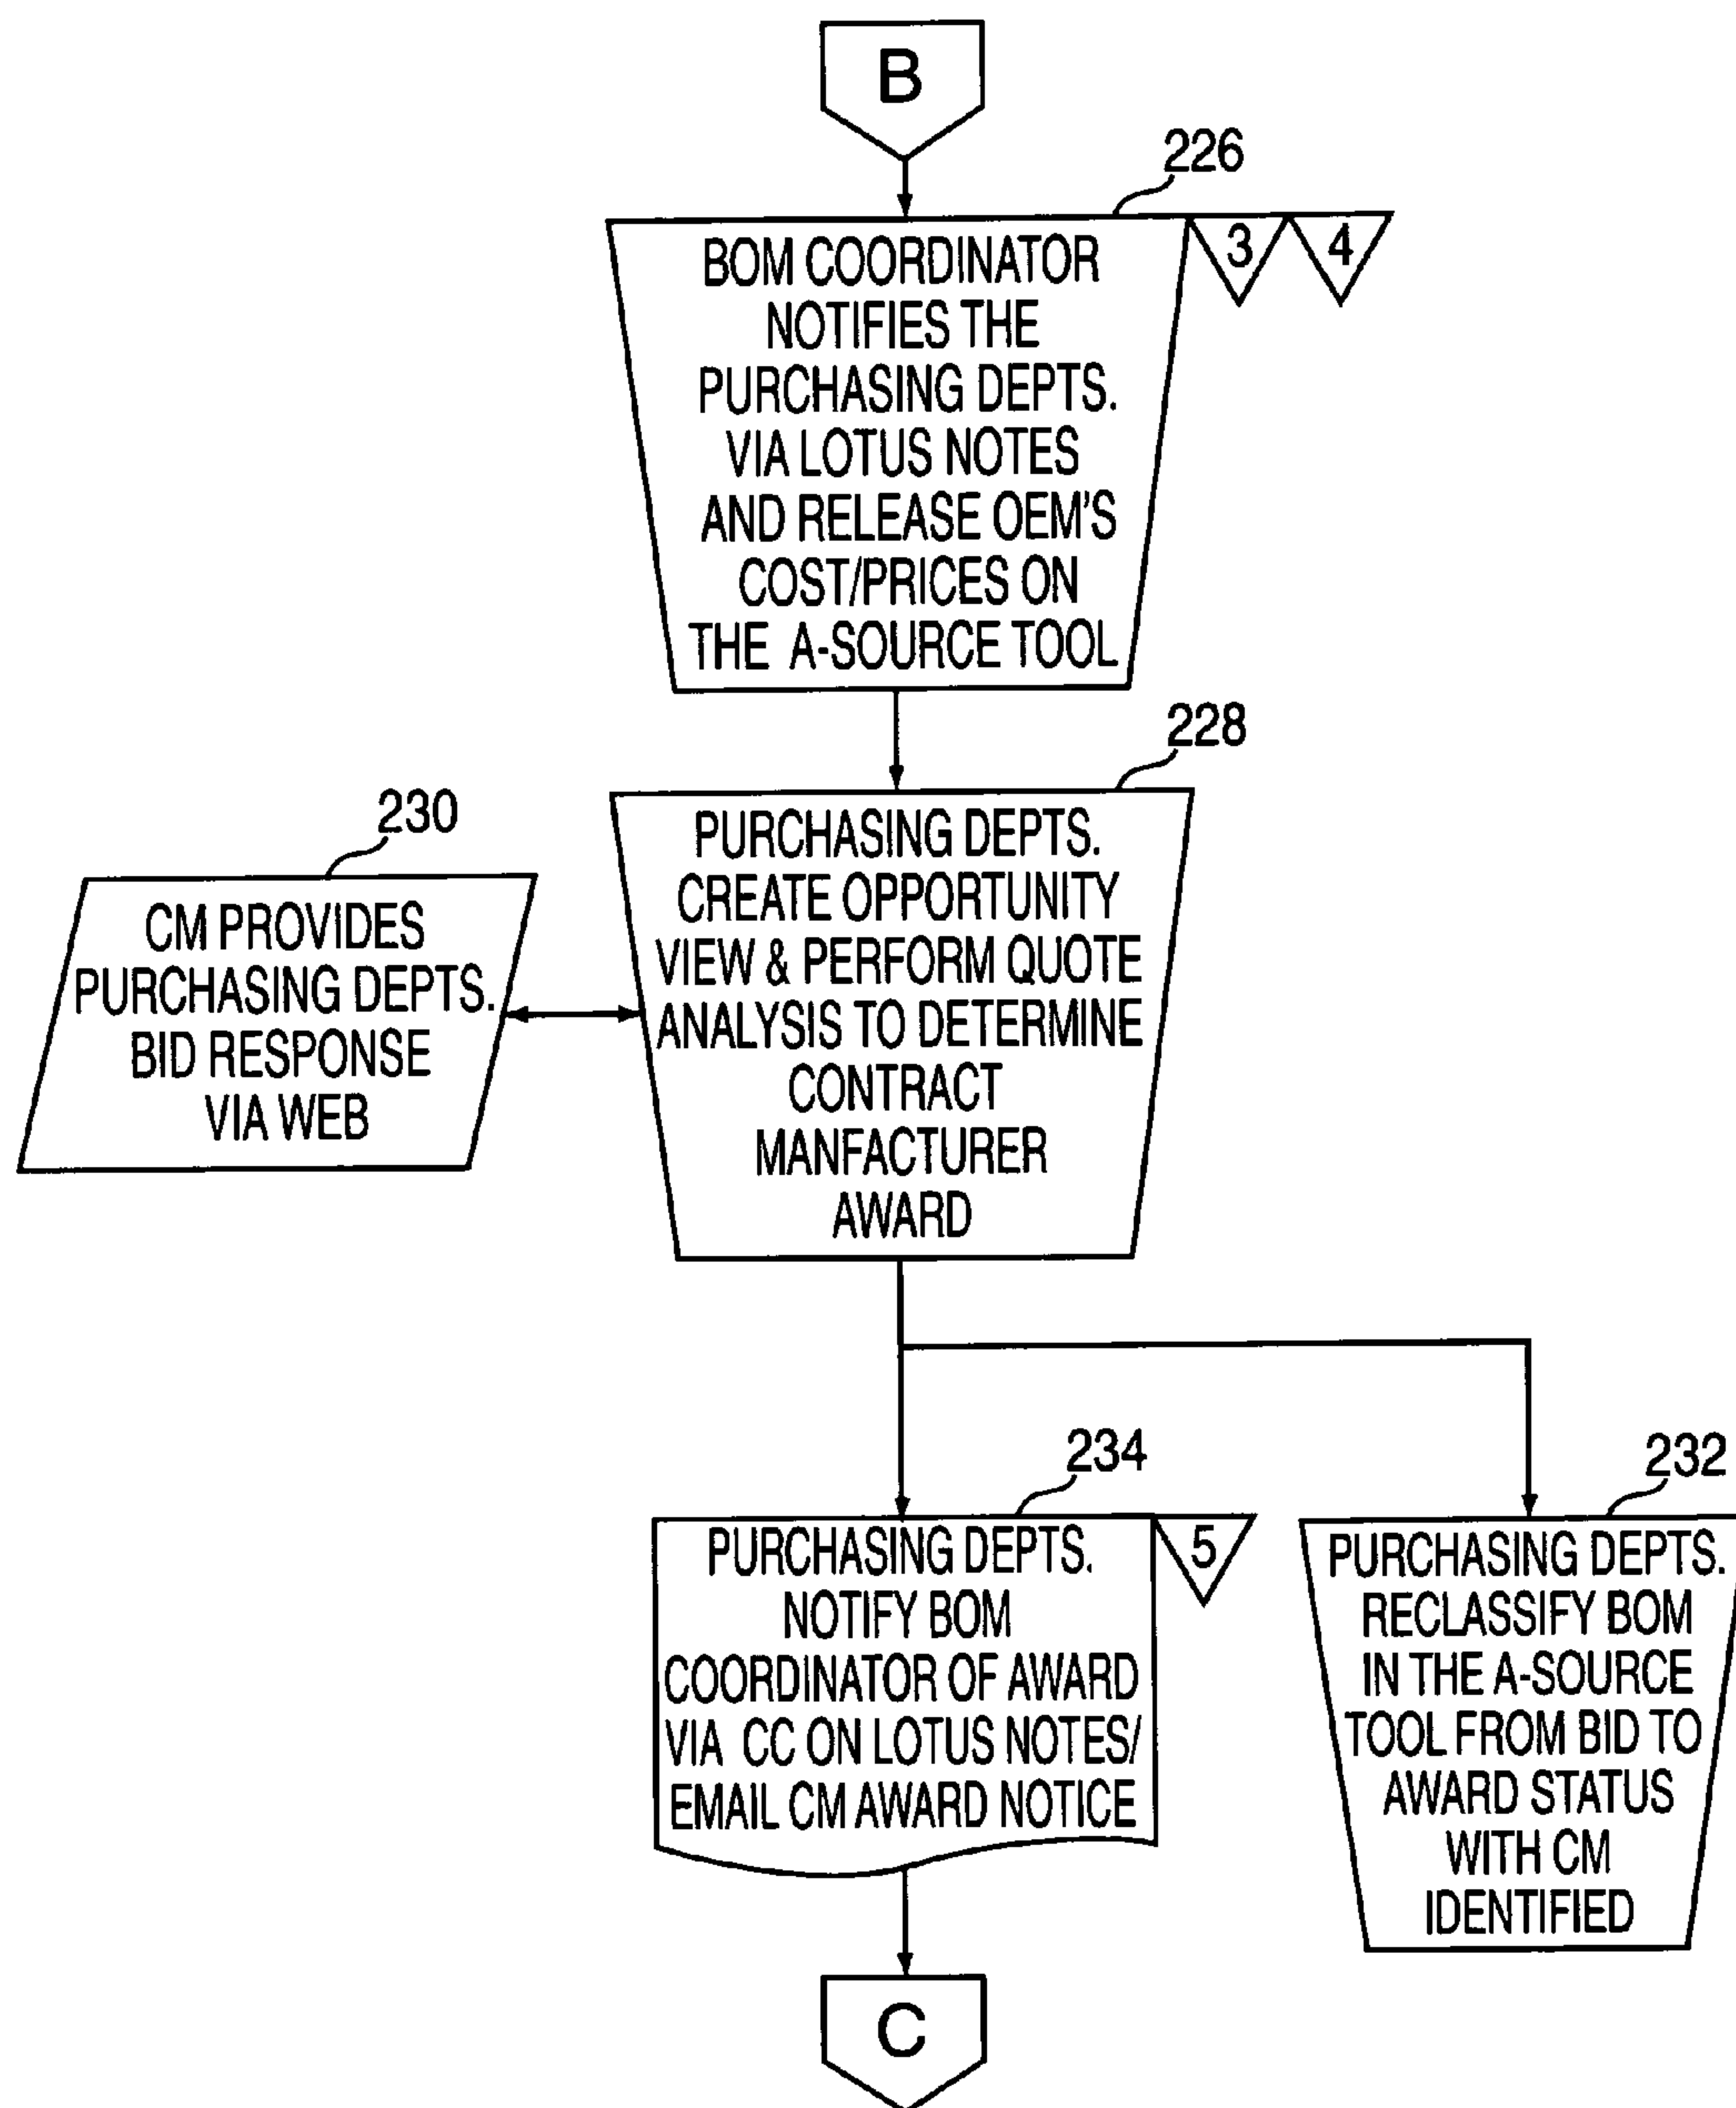 B
226
3 4
BOM COORDINATOR
NOTIFIES THE
PURCHASING DEPTS.
VIA LOTUS NOTES
AND RELEASE OEM'S
COST/PRICES ON
THE A-SOURCE TOOL
228
PURCHASING DEPTS.
CREATE OPPORTUNITY
VIEW & PERFORM QUOTE
ANALYSIS TO DETERMINE
CONTRACT
MANFACTURER
AWARD
230
CM PROVIDES
PURCHASING DEPTS.
BID RESPONSE
VIA WEB
234
5
PURCHASING DEPTS.
NOTIFY BOM
COORDINATOR OF AWARD
VIA CC ON LOTUS NOTES/
EMAIL CM AWARD NOTICE
232
PURCHASING DEPTS.
RECLASSIFY BOM
IN THE A-SOURCE
TOOL FROM BID TO
AWARD STATUS
WITH CM
IDENTIFIED
C